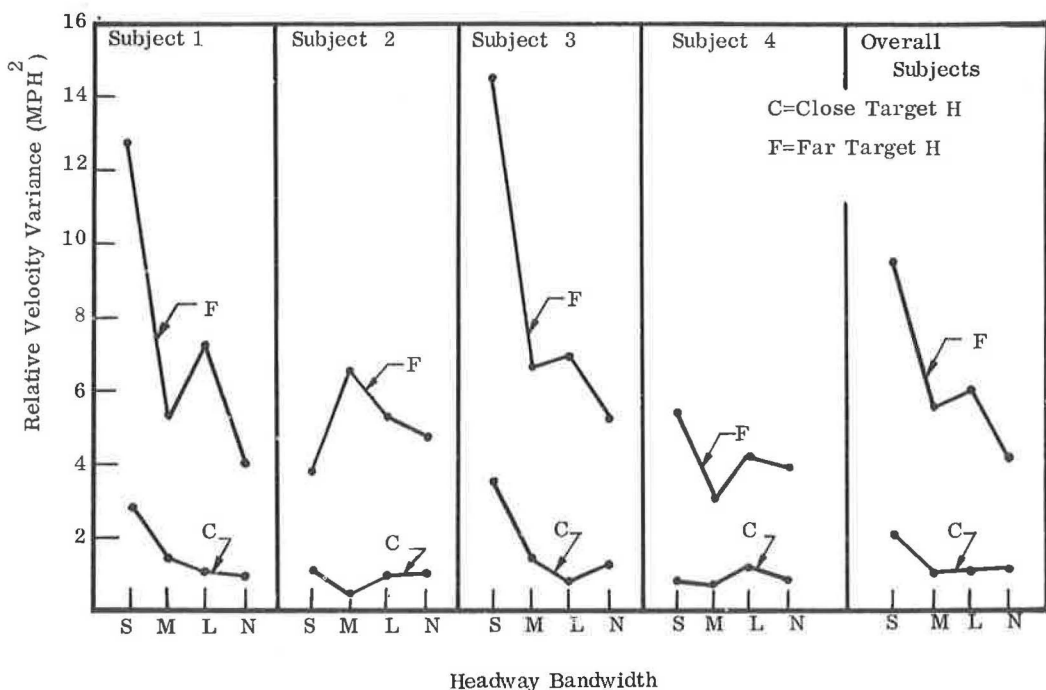 Relative Velocity Variance (MPH²)
16
14
12
10
8
6
4
2
Subject 1
F
C
S M L N
Subject 2
F
C
S M L N
Subject 3
F
C
S M L N
Subject 4
F
C
S M L N
Overall
Subjects
C=Close Target H
F=Far Target H
F
C
S M L N
Headway Bandwidth